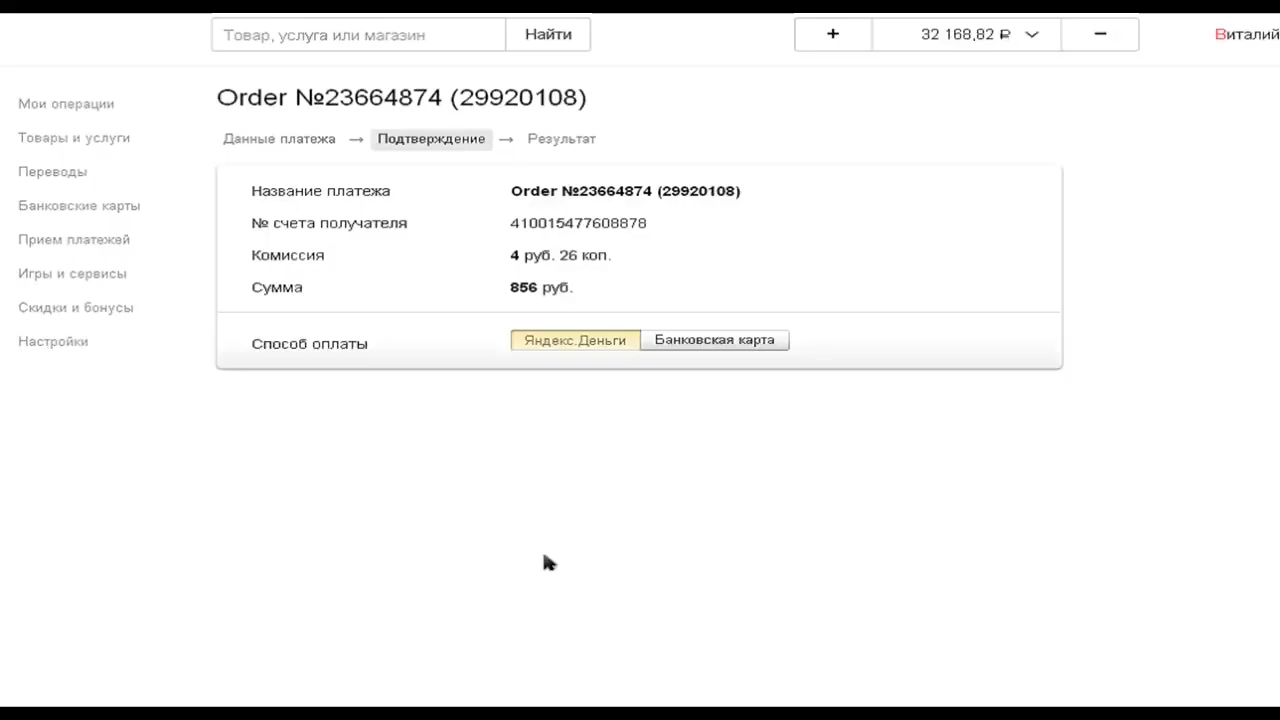 Товар, услуга или магазин Найти + 32 168,82 ₽ − Виталий
Order №23664874 (29920108)
Мои операции
Товары и услуги
Переводы
Банковские карты
Прием платежей
Игры и сервисы
Скидки и бонусы
Настройки
Данные платежа → Подтверждение → Результат
Название платежа Order №23664874 (29920108)
№ счета получателя 410015477608878
Комиссия 4 руб. 26 коп.
Сумма 856 руб.
Способ оплаты Яндекс.Деньги Банковская карта